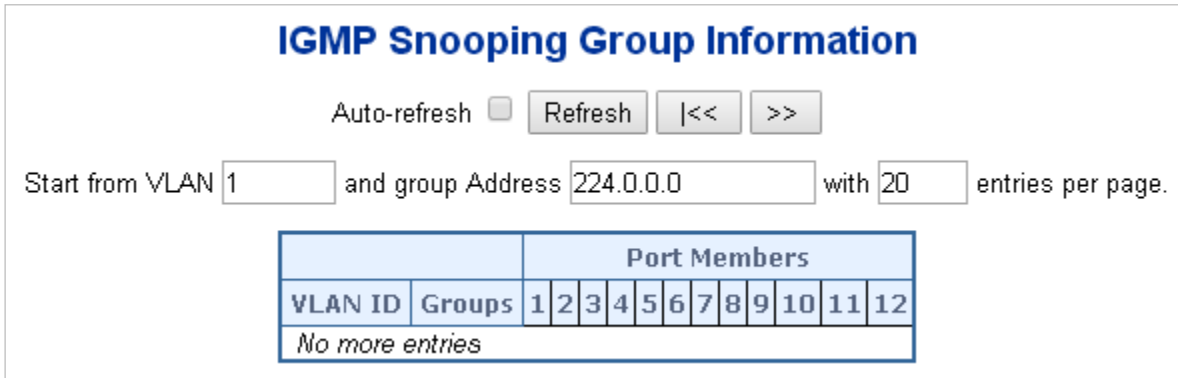 IGMP Snooping Group Information
Auto-refresh Refresh |<< >>
Start from VLAN 1 and group Address 224.0.0.0 with 20 entries per page.
Port Members
VLAN ID Groups 1 2 3 4 5 6 7 8 9 10 11 12
No more entries